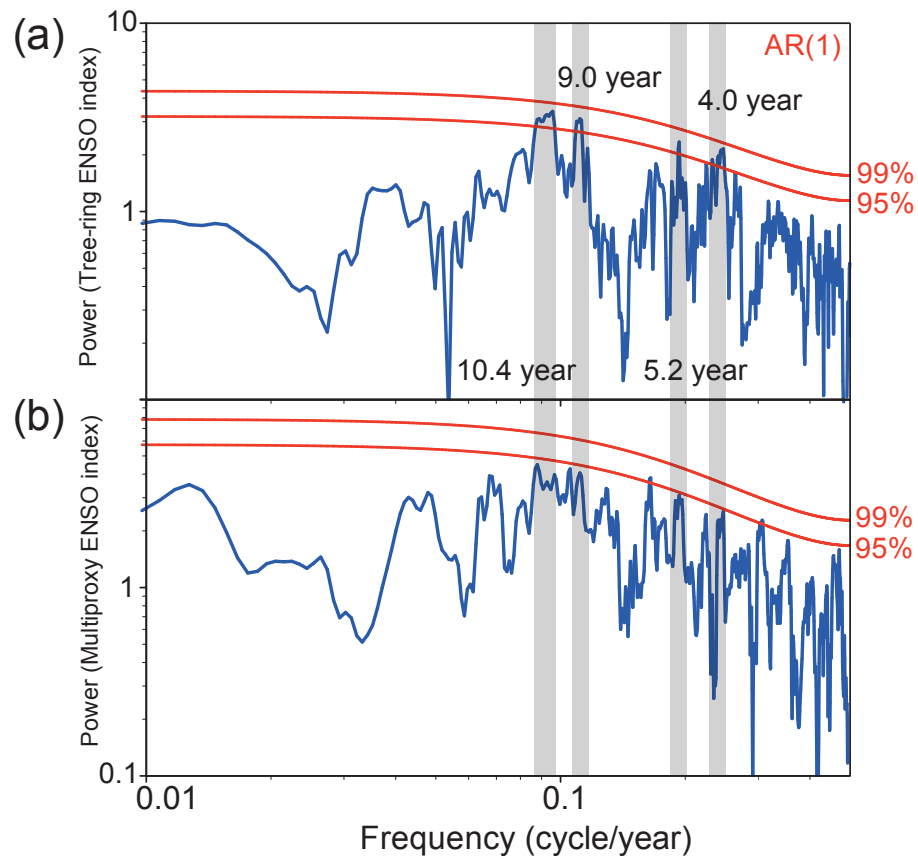 (a)
10
AR(1)
9.0 year
4.0 year
Power (Tree-ring ENSO index)
1
99%
95%
10.4 year
5.2 year
(b)
Power (Multiproxy ENSO index)
99%
95%
1
0.1
0.01
0.1
Frequency (cycle/year)